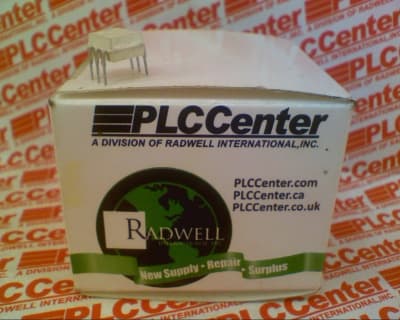 PLCCenter
A DIVISION OF RADWELL INTERNATIONAL, INC.
PLCCenter.com
PLCCenter.ca
PLCCenter.co.uk
RADWELL
New Supply • Repair • Surplus